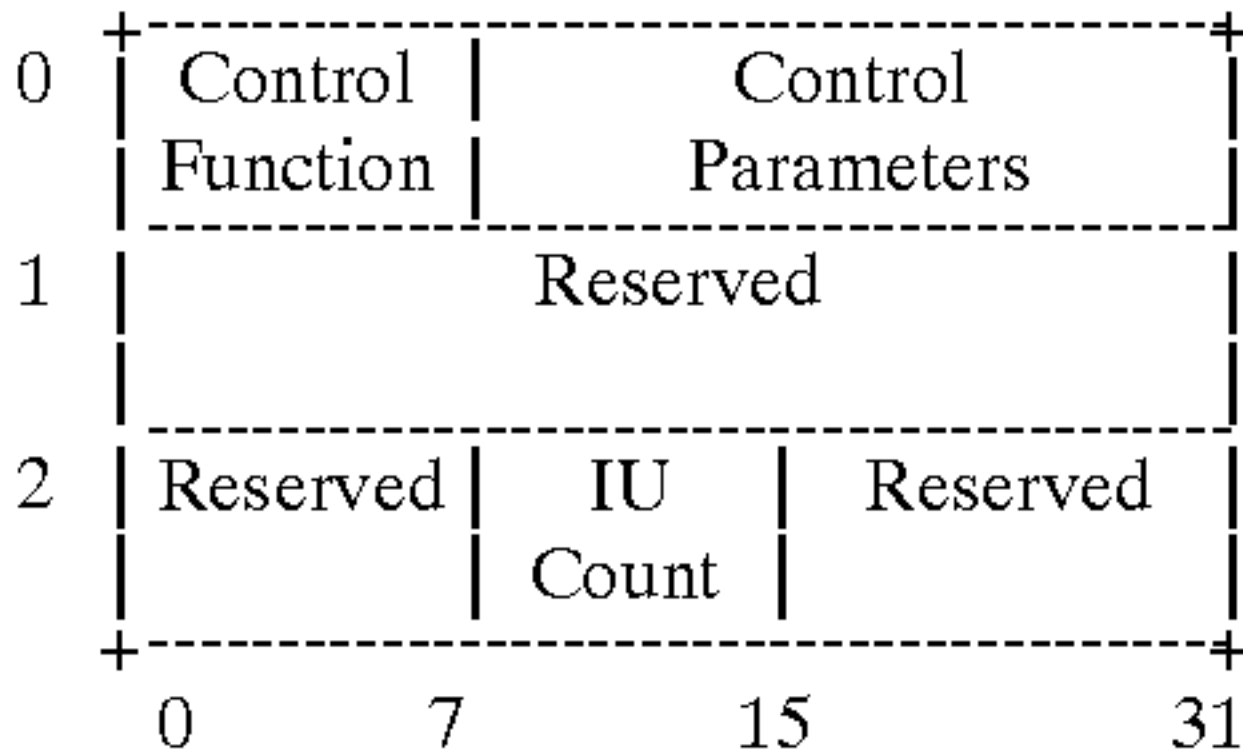 0 Control Control
Function Parameters
1 Reserved
2 Reserved IU Reserved
Count
0 7 15 31